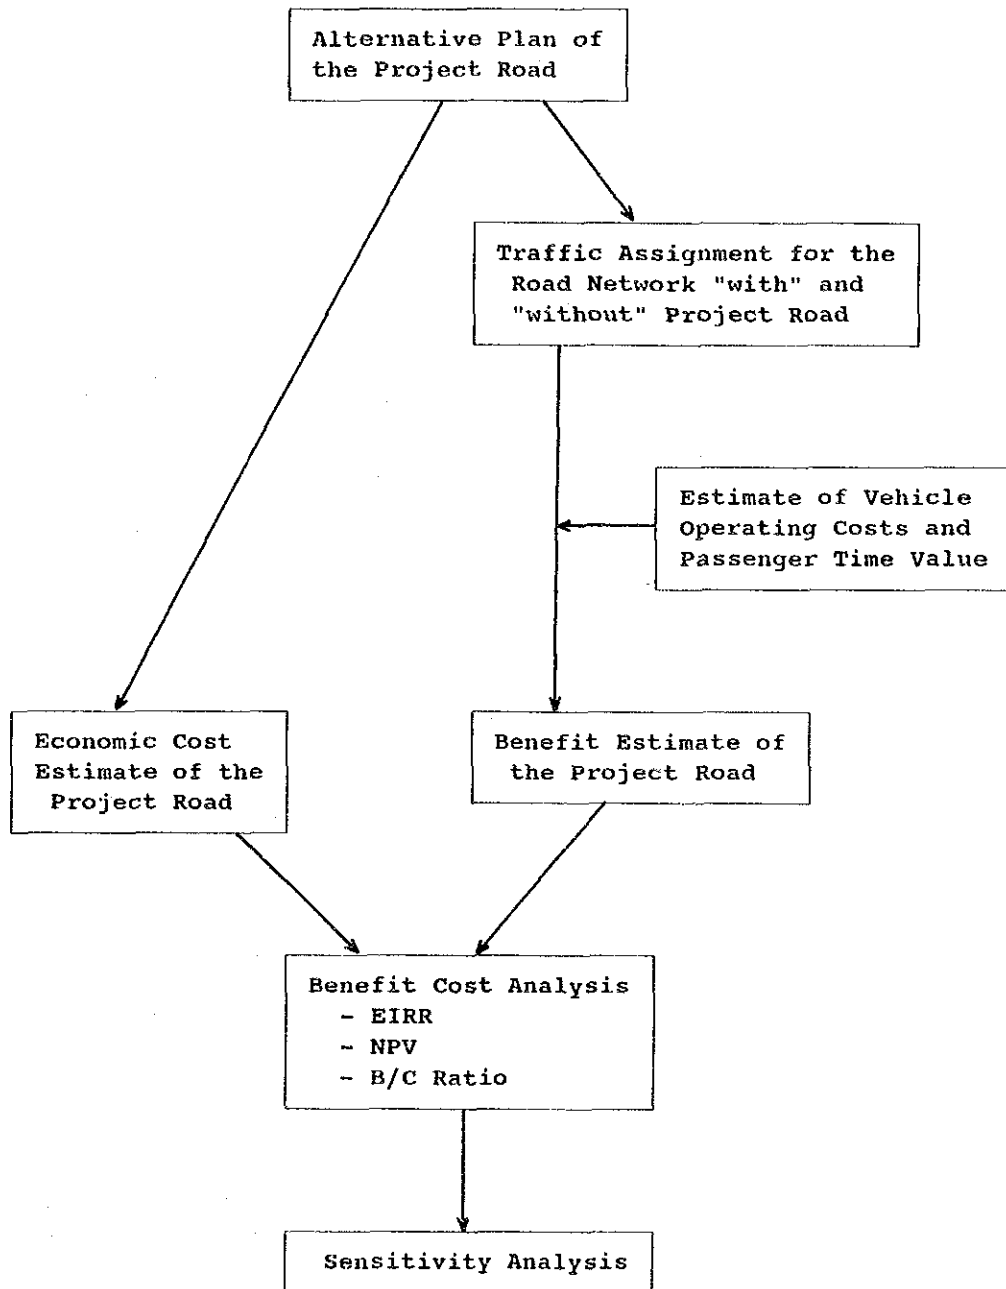 Alternative Plan of
the Project Road
Traffic Assignment for the
Road Network "with" and
"without" Project Road
Estimate of Vehicle
Operating Costs and
Passenger Time Value
Economic Cost
Estimate of the
Project Road
Benefit Estimate of
the Project Road
Benefit Cost Analysis
- EIRR
- NPV
- B/C Ratio
Sensitivity Analysis